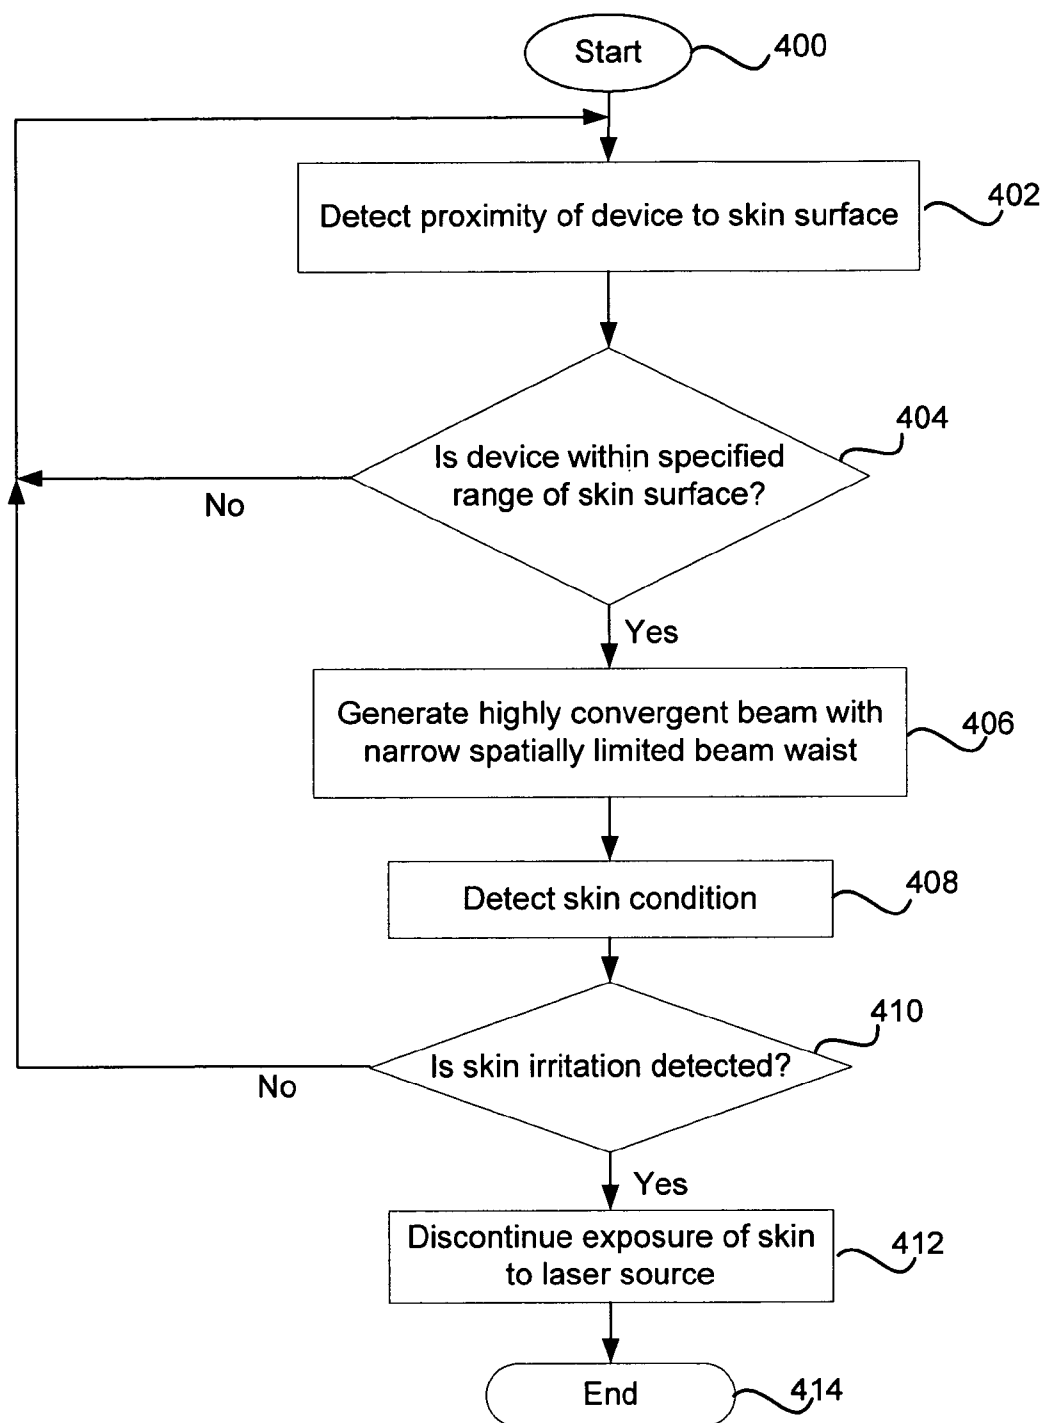 Start
400
Detect proximity of device to skin surface
402
Is device within specified
range of skin surface?
404
No
Yes
Generate highly convergent beam with
narrow spatially limited beam waist
406
Detect skin condition
408
Is skin irritation detected?
410
No
Yes
Discontinue exposure of skin
to laser source
412
End
414